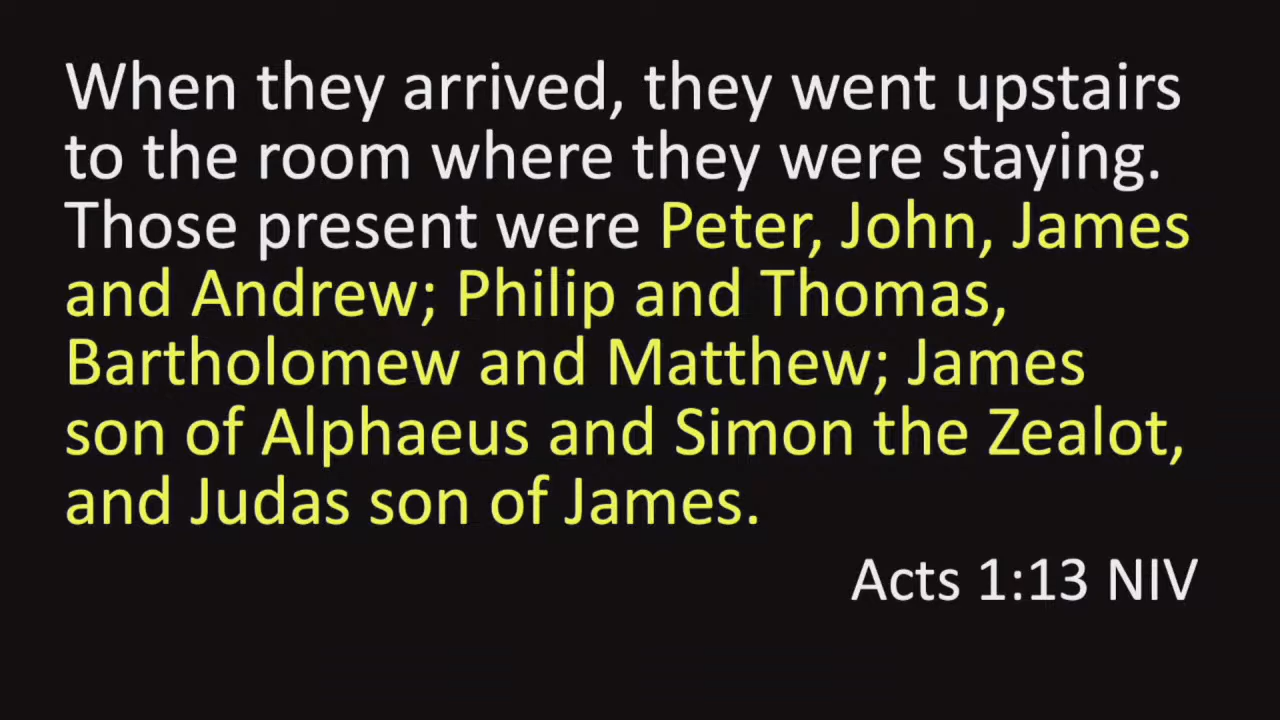 When they arrived, they went upstairs
to the room where they were staying.
Those present were Peter, John, James
and Andrew; Philip and Thomas,
Bartholomew and Matthew; James
son of Alphaeus and Simon the Zealot,
and Judas son of James.
Acts 1:13 NIV